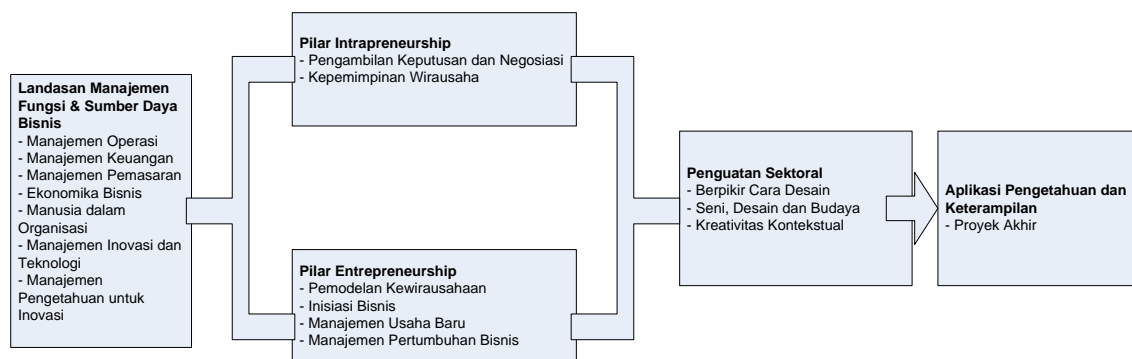 Landasan Manajemen
Fungsi & Sumber Daya
Bisnis
- Manajemen Operasi
- Manajemen Keuangan
- Manajemen Pemasaran
- Ekonomika Bisnis
- Manusia dalam
Organisasi
- Manajemen Inovasi dan
Teknologi
- Manajemen
Pengetahuan untuk
Inovasi
Pilar Intrapreneurship
- Pengambilan Keputusan dan Negosiasi
- Kepemimpinan Wirausaha
Pilar Entrepreneurship
- Pemodelan Kewirausahaan
- Inisiasi Bisnis
- Manajemen Usaha Baru
- Manajemen Pertumbuhan Bisnis
Penguatan Sektoral
- Berpikir Cara Desain
- Seni, Desain dan Budaya
- Kreativitas Kontekstual
Aplikasi Pengetahuan dan
Keterampilan
- Proyek Akhir